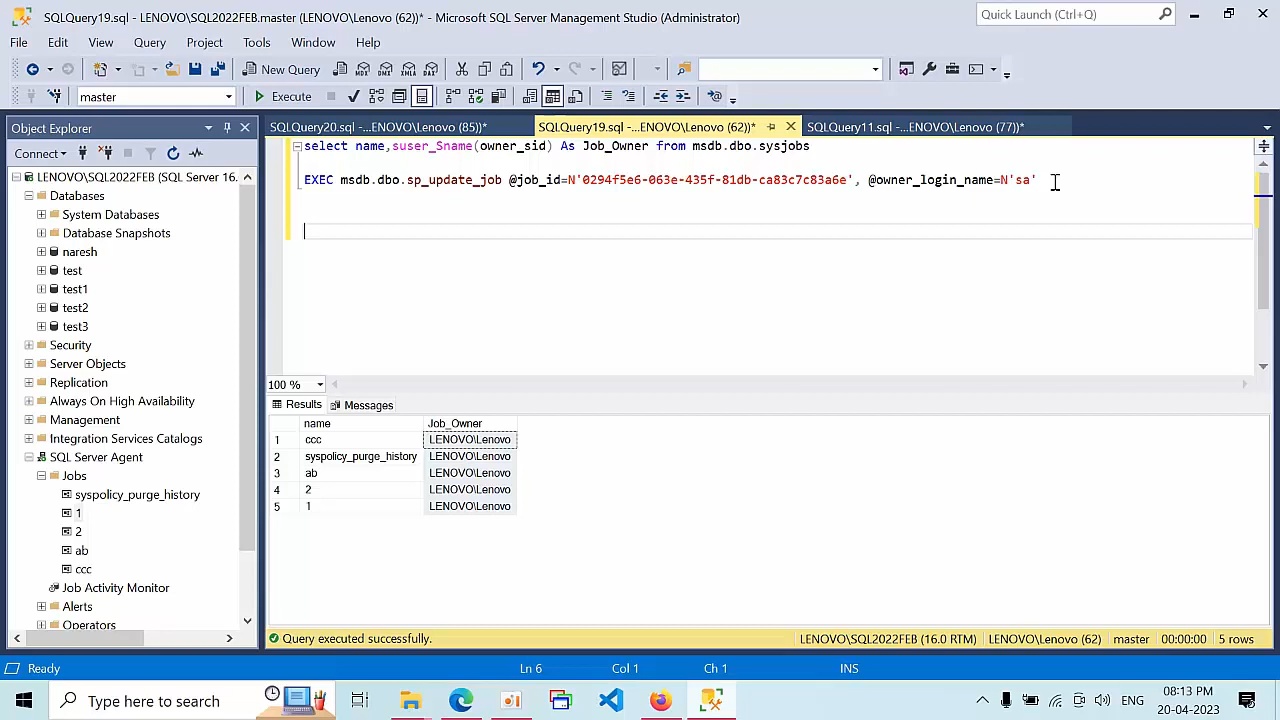 SQLQuery19.sql - LENOVO\SQL2022FEB.master (LENOVO\Lenovo (62))* - Microsoft SQL Server Management Studio (Administrator)
Quick Launch (Ctrl+Q)
File Edit View Query Project Tools Window Help
New Query MDX DMX XMLA DAX
master Execute
Object Explorer
SQLQuery20.sql -...ENOVO\Lenovo (85))* SQLQuery19.sql -...ENOVO\Lenovo (62))* SQLQuery11.sql -...ENOVO\Lenovo (77))*
Connect
LENOVO\SQL2022FEB (SQL Server 16.
Databases
System Databases
Database Snapshots
naresh
test
test1
test2
test3
Security
Server Objects
Replication
Always On High Availability
Management
Integration Services Catalogs
SQL Server Agent
Jobs
syspolicy_purge_history
1
2
ab
ccc
Job Activity Monitor
Alerts
Operators
select name,suser_Sname(owner_sid) As Job_Owner from msdb.dbo.sysjobs
EXEC msdb.dbo.sp_update_job @job_id=N'0294f5e6-063e-435f-81db-ca83c7c83a6e', @owner_login_name=N'sa'
100 %
Results Messages
name Job_Owner
1 ccc LENOVO\Lenovo
2 syspolicy_purge_history LENOVO\Lenovo
3 ab LENOVO\Lenovo
4 2 LENOVO\Lenovo
5 1 LENOVO\Lenovo
Query executed successfully. LENOVO\SQL2022FEB (16.0 RTM) LENOVO\Lenovo (62) master 00:00:00 5 rows
Ready Ln 6 Col 1 Ch 1 INS
Type here to search
ENG
08:13 PM
20-04-2023